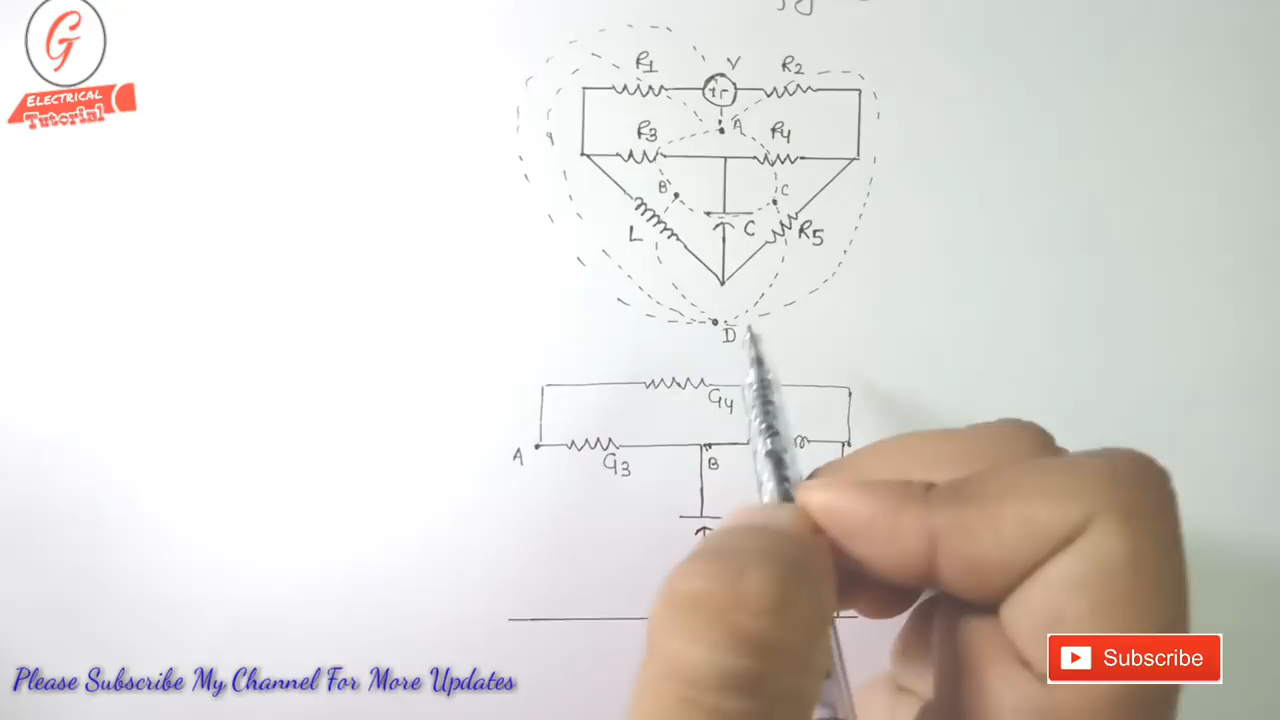 G
ELECTRICAL
Tutorial
R1
V
R2
+ -
A
R3
R4
B
C
L
C
R5
D
G4
A
G3
B
Subscribe
Please Subscribe My Channel For More Updates